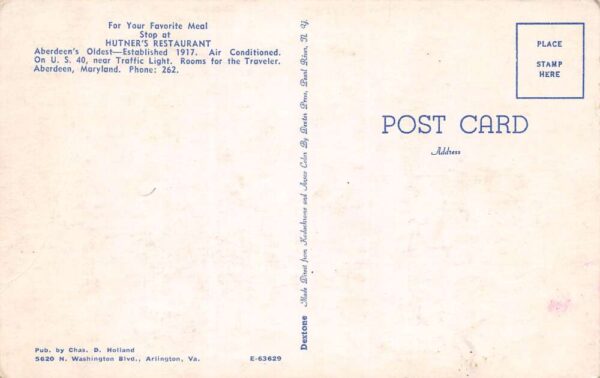 For Your Favorite Meal
Stop at
HUTNER'S RESTAURANT
Aberdeen's Oldest—Established 1917. Air Conditioned.
On U. S. 40, near Traffic Light. Rooms for the Traveler.
Aberdeen, Maryland. Phone: 262.
Pub. by Chas. D. Holland
5620 N. Washington Blvd., Arlington, Va.
E-63629
Dextone Made Direct from Kodachrome and Ansco Color By Dexter Press, Pearl River, N. Y.
PLACE
STAMP
HERE
POST CARD
Address